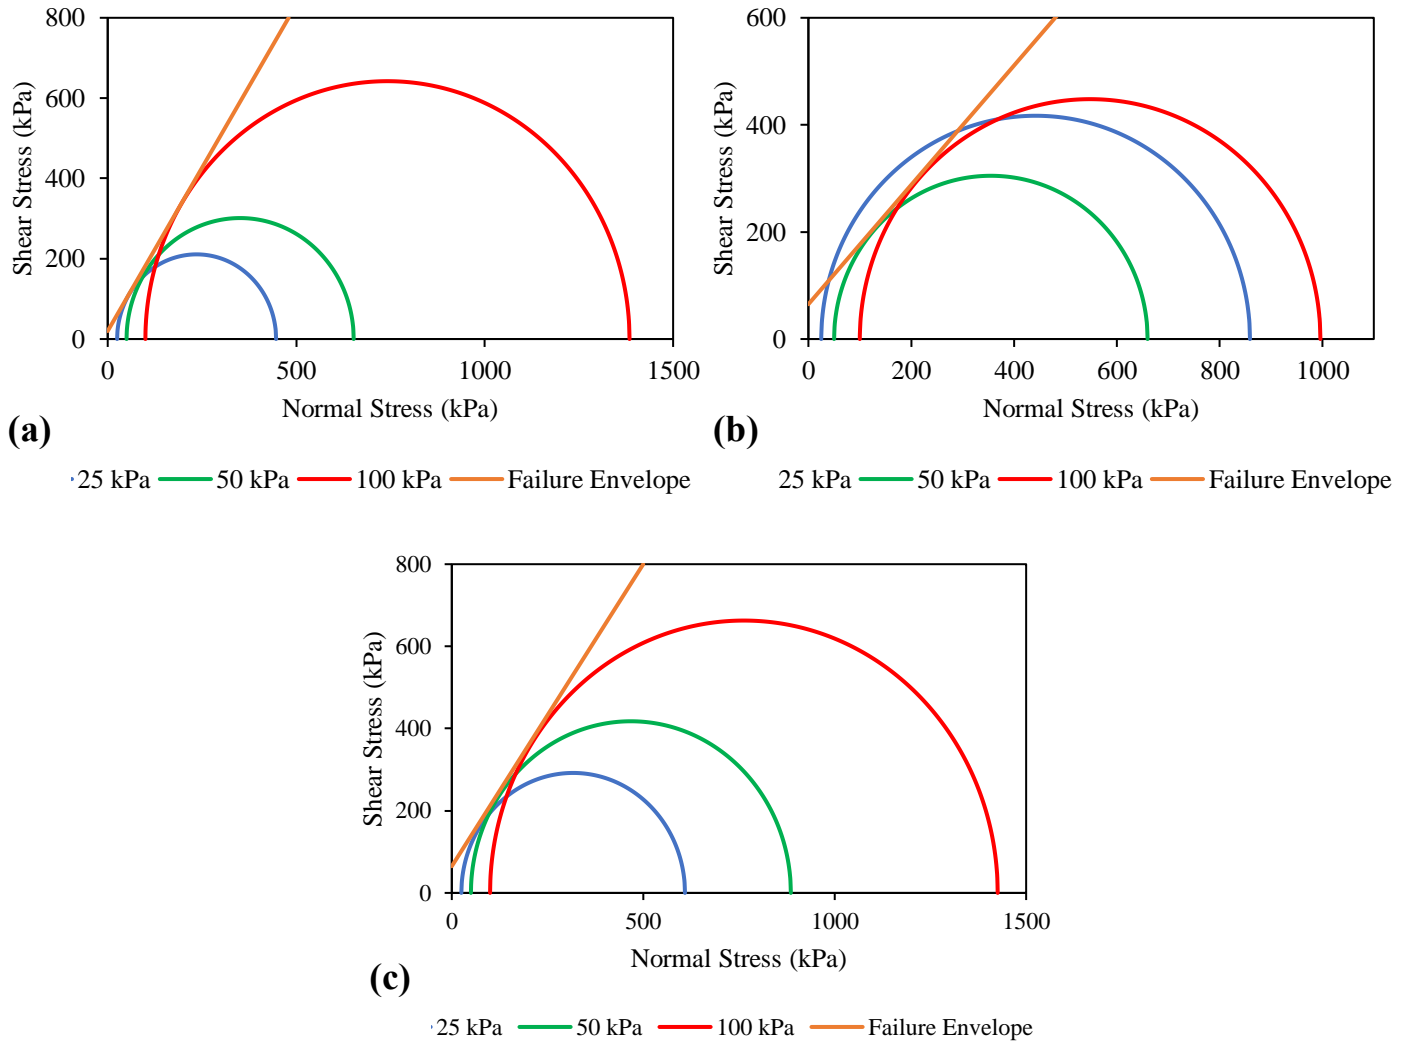 800
600
400
200
0
Shear Stress (kPa)
0 500 1000 1500
Normal Stress (kPa)
(a)
25 kPa 50 kPa 100 kPa Failure Envelope
600
400
200
0
Shear Stress (kPa)
0 200 400 600 800 1000
Normal Stress (kPa)
(b)
25 kPa 50 kPa 100 kPa Failure Envelope
800
600
400
200
0
Shear Stress (kPa)
0 500 1000 1500
Normal Stress (kPa)
(c)
25 kPa 50 kPa 100 kPa Failure Envelope